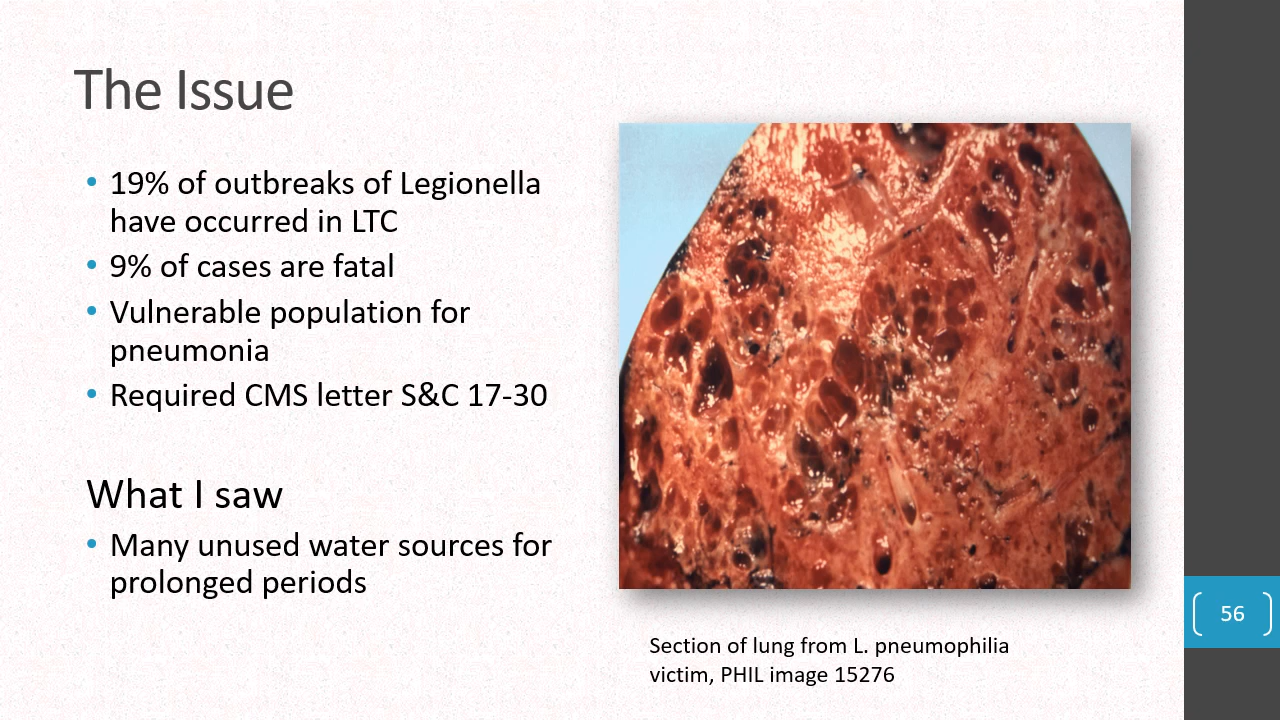 The Issue
• 19% of outbreaks of Legionella
have occurred in LTC
• 9% of cases are fatal
• Vulnerable population for
pneumonia
• Required CMS letter S&C 17-30
What I saw
• Many unused water sources for
prolonged periods
Section of lung from L. pneumophilia
victim, PHIL image 15276
56